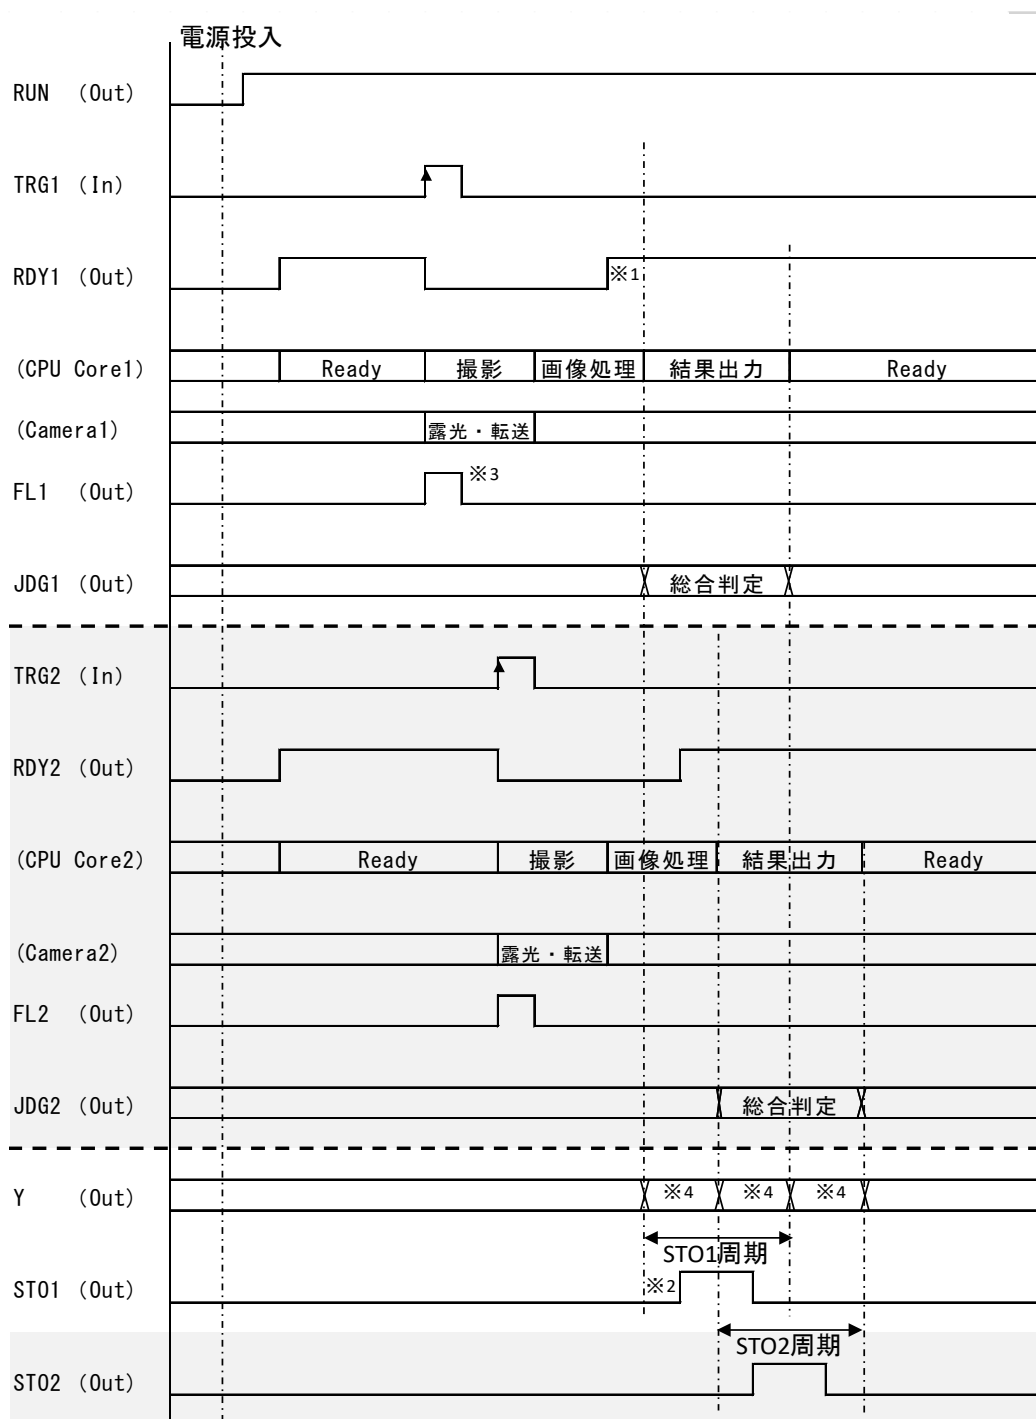 電源投入
RUN (Out)
TRG1 (In)
RDY1 (Out) ※1
(CPU Core1) Ready 撮影 画像処理 結果出力 Ready
(Camera1) 露光・転送
FL1 (Out) ※3
JDG1 (Out) 総合判定
TRG2 (In)
RDY2 (Out)
(CPU Core2) Ready 撮影 画像処理 結果出力 Ready
(Camera2) 露光・転送
FL2 (Out)
JDG2 (Out) 総合判定
Y (Out) ※4 ※4 ※4
STO1周期
STO1 (Out) ※2
STO2周期
STO2 (Out)